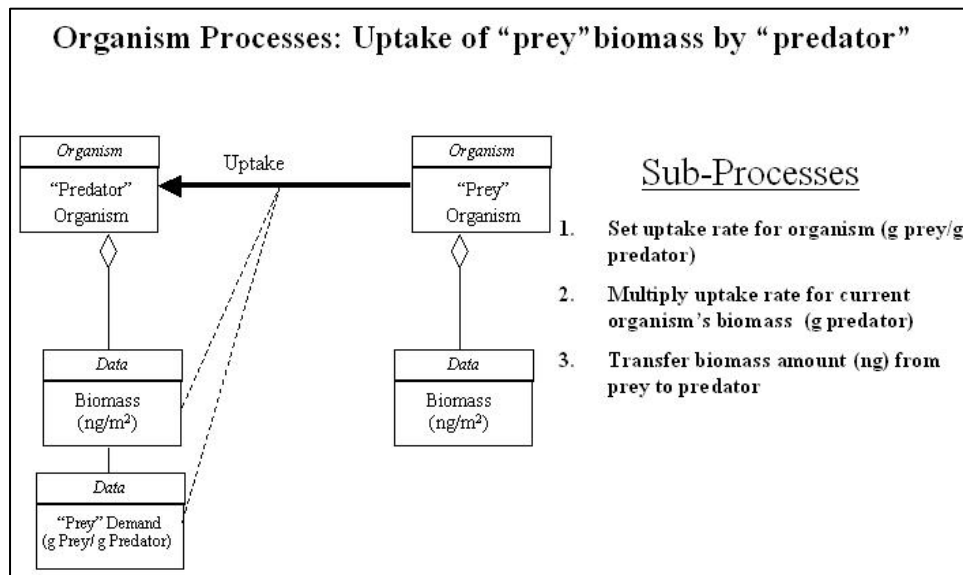 Organism Processes: Uptake of “prey”biomass by “predator”
Organism
“Predator”
Organism
Uptake
Organism
“Prey”
Organism
Sub-Processes
1. Set uptake rate for organism (g prey/g
predator)
2. Multiply uptake rate for current
organism’s biomass (g predator)
3. Transfer biomass amount (ng) from
prey to predator
Data
Biomass
(ng/m²)
Data
Biomass
(ng/m²)
Data
“Prey” Demand
(g Prey/ g Predator)